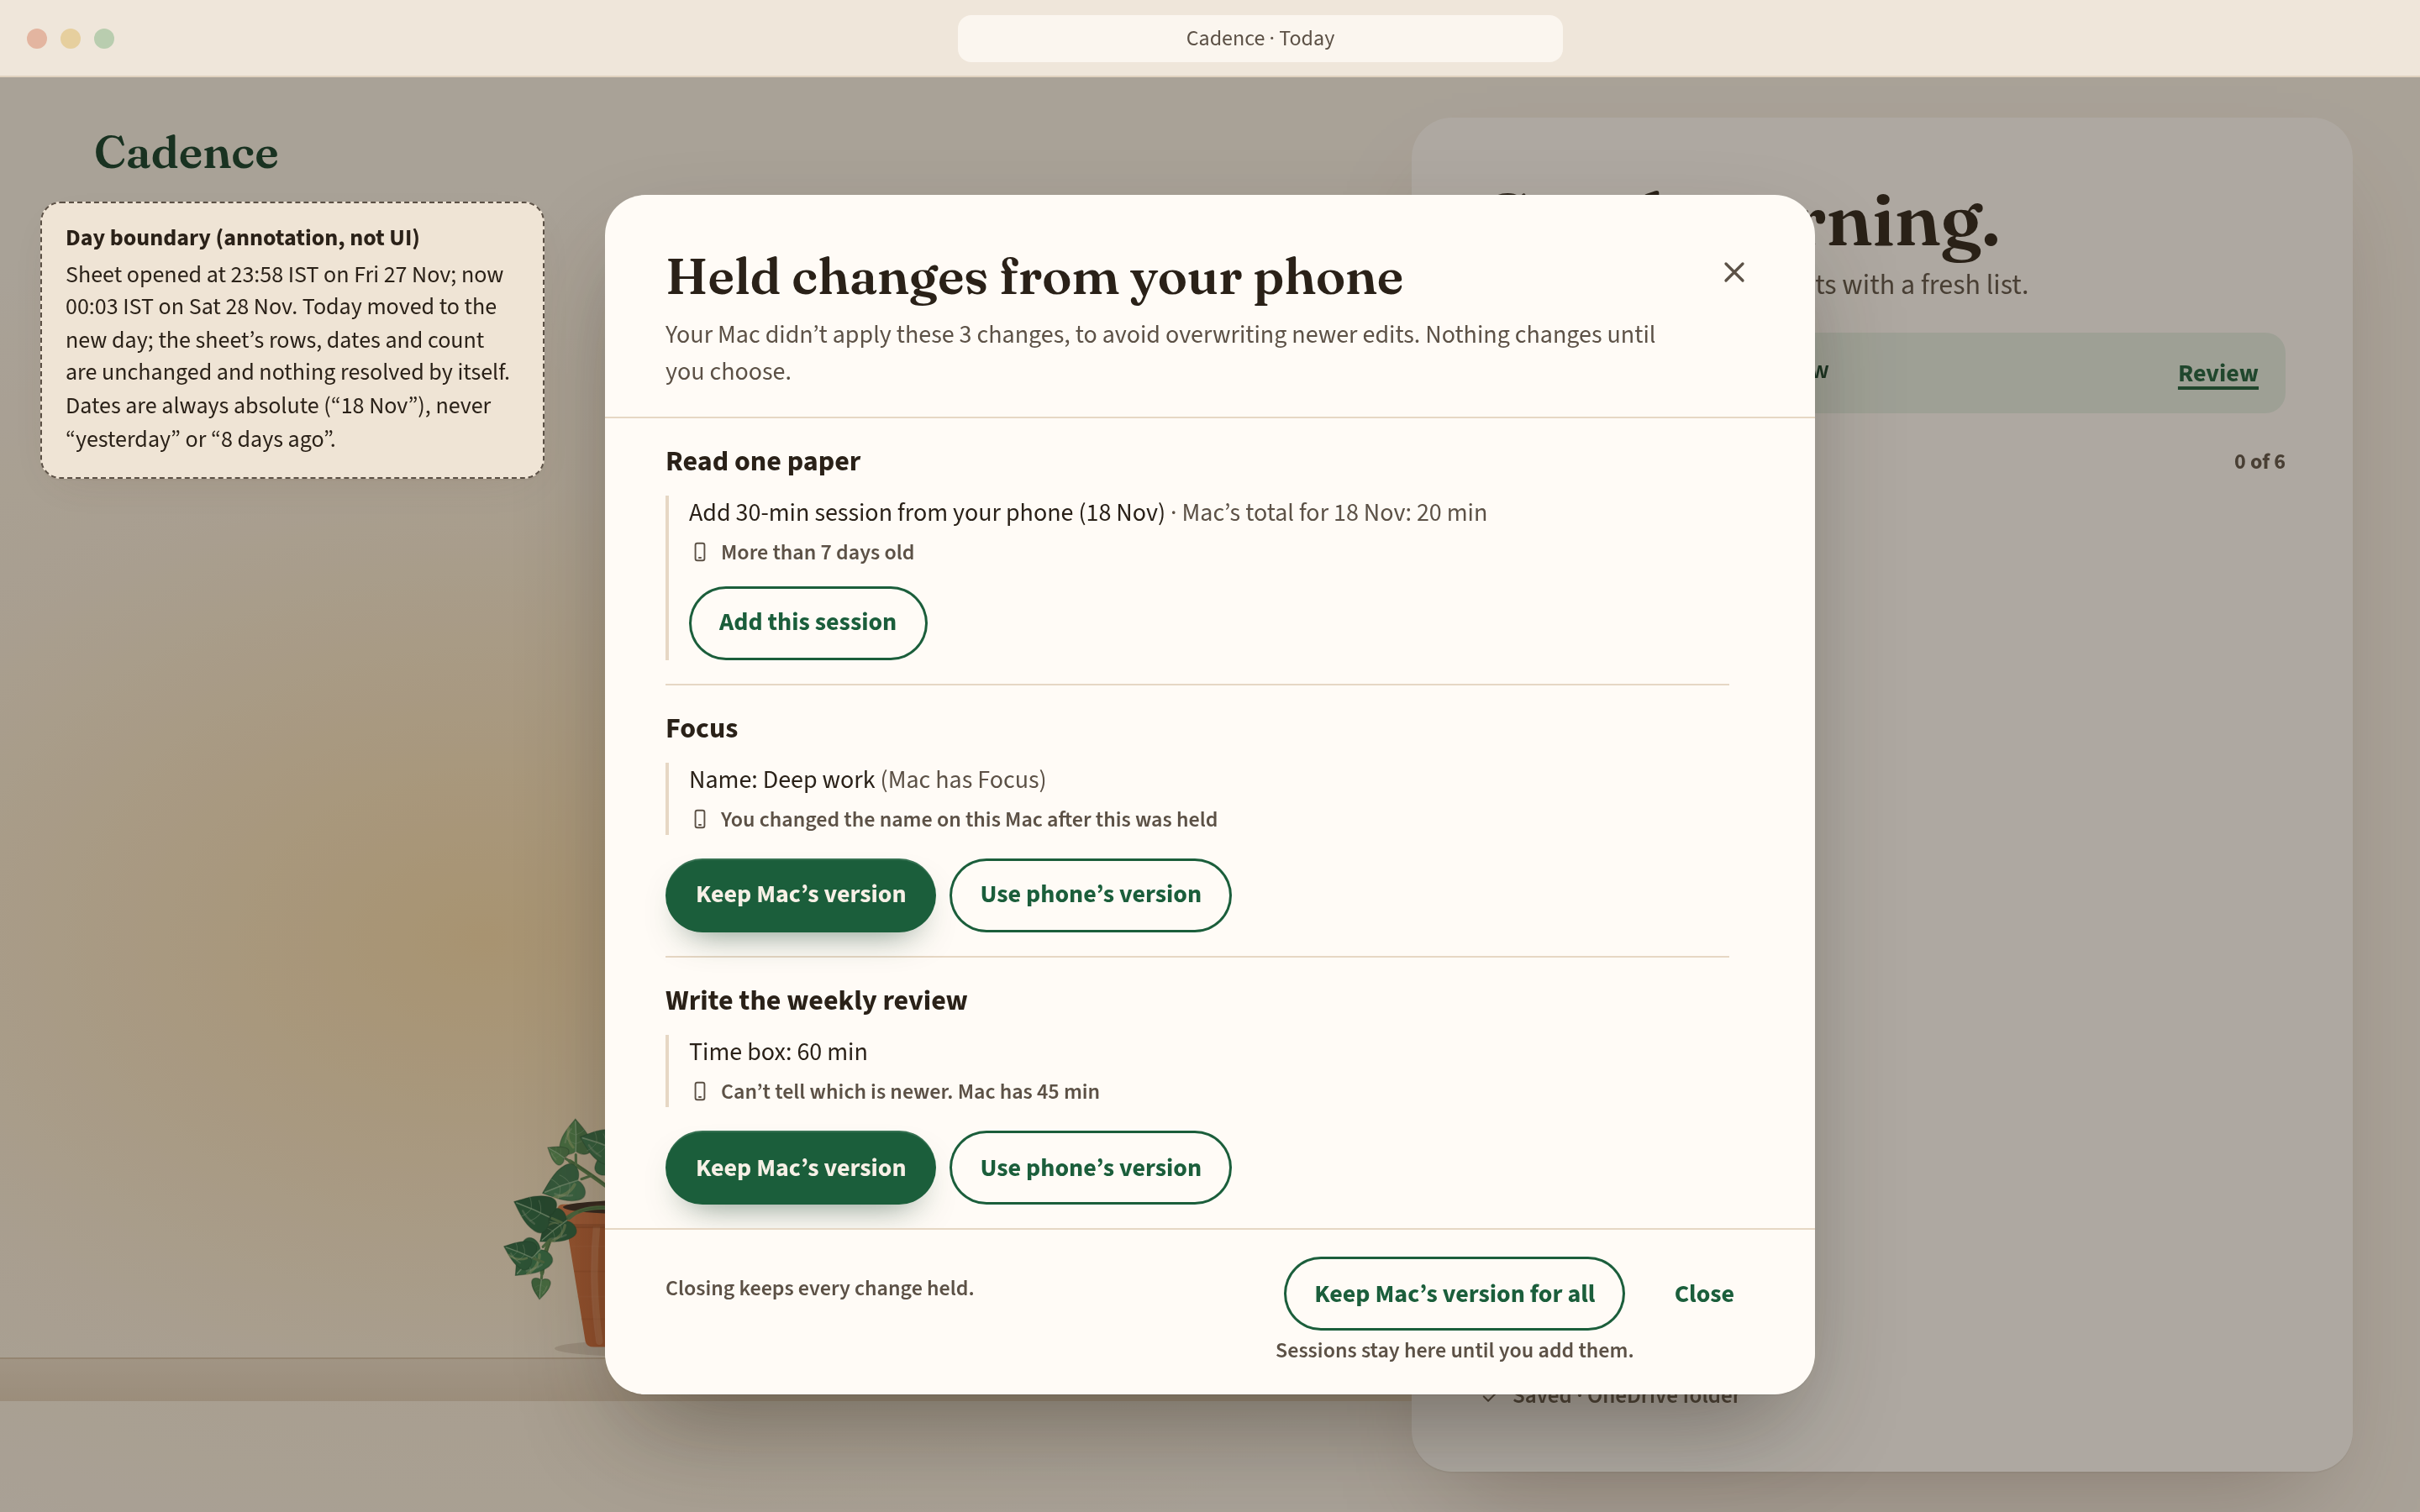 Cadence · Today
Cadence
Day boundary (annotation, not UI)
Sheet opened at 23:58 IST on Fri 27 Nov; now
00:03 IST on Sat 28 Nov. Today moved to the
new day; the sheet’s rows, dates and count
are unchanged and nothing resolved by itself.
Dates are always absolute (“18 Nov”), never
“yesterday” or “8 days ago”.
Held changes from your phone
Your Mac didn’t apply these 3 changes, to avoid overwriting newer edits. Nothing changes until
you choose.
Read one paper
Add 30-min session from your phone (18 Nov) · Mac’s total for 18 Nov: 20 min
More than 7 days old
Add this session
Focus
Name: Deep work (Mac has Focus)
You changed the name on this Mac after this was held
Keep Mac’s version
Use phone’s version
Write the weekly review
Time box: 60 min
Can’t tell which is newer. Mac has 45 min
Keep Mac’s version
Use phone’s version
Closing keeps every change held.
Keep Mac’s version for all
Close
Sessions stay here until you add them.
with a fresh list.
Review
0 of 6
Saved · OneDrive folder